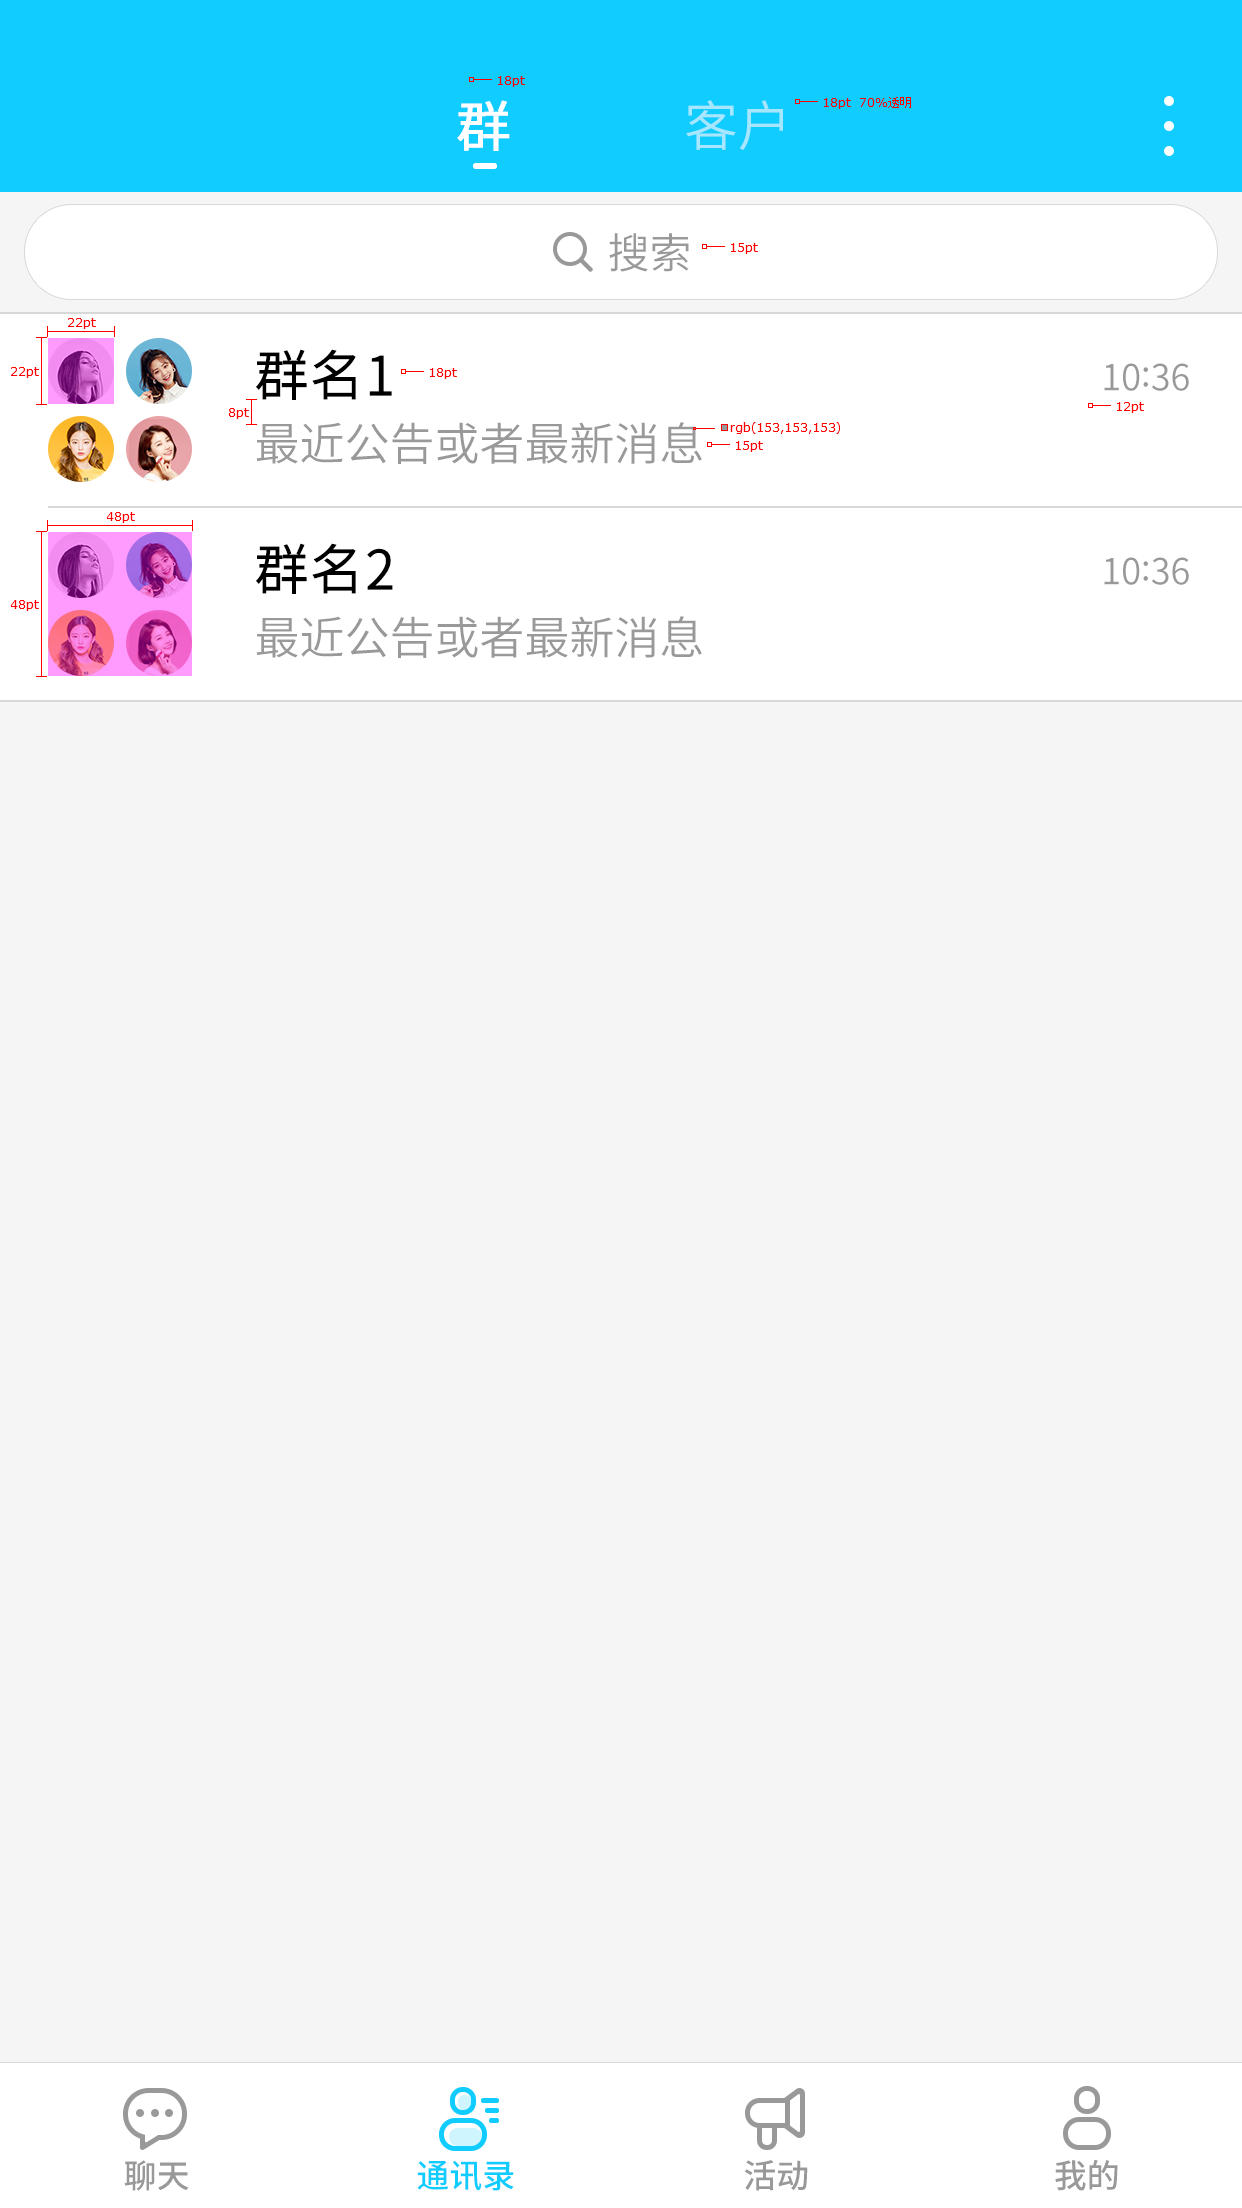 18pt
群
客户
18pt 70%透明
搜索
15pt
22pt
22pt
群名1
18pt
10:36
12pt
8pt
最近公告或者最新消息
rgb(153,153,153)
15pt
48pt
48pt
群名2
10:36
最近公告或者最新消息
聊天
通讯录
活动
我的